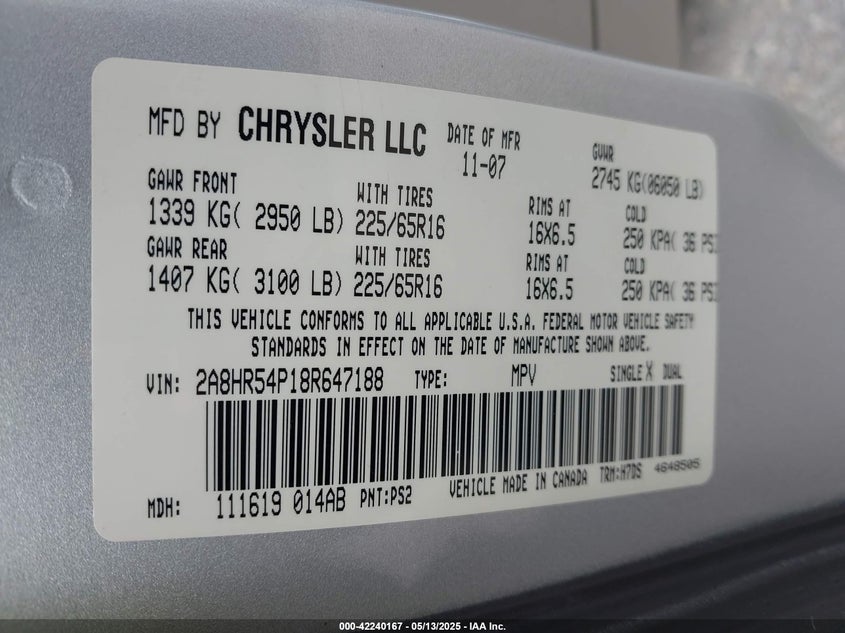 MFD BY CHRYSLER LLC DATE OF MFR 11-07 GVWR 2745 KG(06050 LB)
GAWR FRONT WITH TIRES RIMS AT COLD
1339 KG( 2950 LB) 225/65R16 16X6.5 250 KPA( 36 PSI
GAWR REAR WITH TIRES RIMS AT COLD
1407 KG( 3100 LB) 225/65R16 16X6.5 250 KPA( 36 PSI
THIS VEHICLE CONFORMS TO ALL APPLICABLE U.S.A. FEDERAL MOTOR VEHICLE SAFETY
STANDARDS IN EFFECT ON THE DATE OF MANUFACTURE SHOWN ABOVE.
VIN: 2A8HR54P18R647188 TYPE: MPV SINGLE X DUAL
MDH: 111619 014AB PNT:PS2 VEHICLE MADE IN CANADA TRM:H7DS 4648505
000-42240167 - 05/13/2025 - IAA Inc.